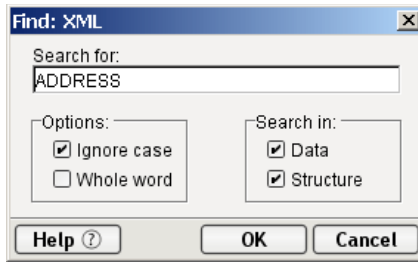 Find: XML
Search for:
ADDRESS
Options:
Ignore case
Whole word
Search in:
Data
Structure
Help ?
OK
Cancel